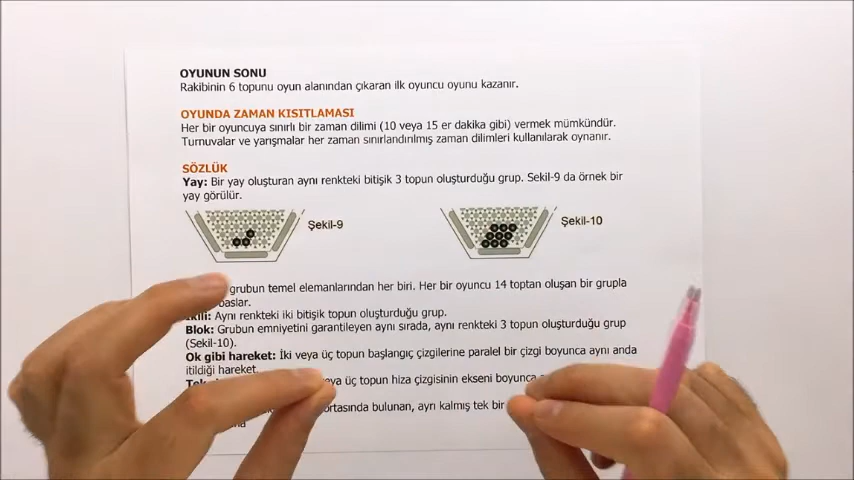 OYUNUN SONU
Rakibinin 6 topunu oyun alanından çıkaran ilk oyuncu oyunu kazanır.
OYUNDA ZAMAN KISITLAMASI
Her bir oyuncuya sınırlı bir zaman dilimi (10 veya 15 er dakika gibi) vermek mümkündür.
Turnuvalar ve yarışmalar her zaman sınırlandırılmış zaman dilimleri kullanılarak oynanır.
SÖZLÜK
Yay: Bir yay oluşturan aynı renkteki bitişik 3 topun oluşturduğu grup. Sekil-9 da örnek bir
yay görülür.
Şekil-9
Şekil-10
grubun temel elemanlarından her biri. Her bir oyuncu 14 toptan oluşan bir grupla
başlar.
Aynı renkteki iki bitişik topun oluşturduğu grup.
Blok: Grubun emniyetini garantileyen aynı sırada, aynı renkteki 3 topun oluşturduğu grup
(Şekil-10).
Ok gibi hareket: İki veya üç topun başlangıç çizgilerine paralel bir çizgi boyunca aynı anda
itildiği hareket.
üç topun hiza çizgisinin ekseni boyunca
ortasında bulunan, ayrı kalmış tek bir